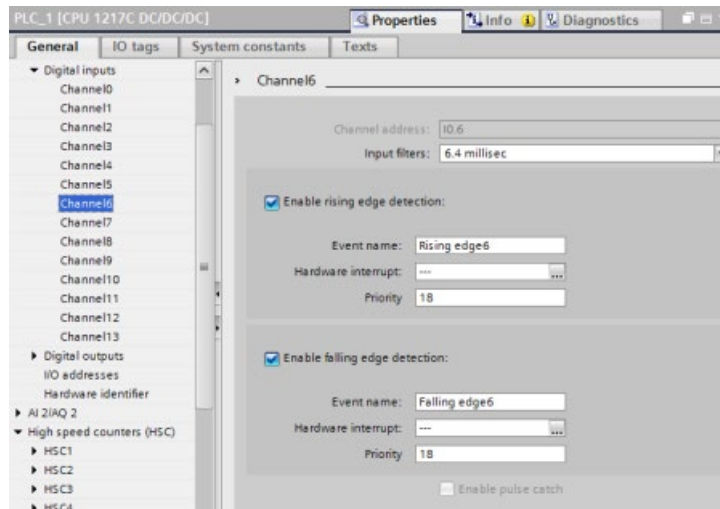 PLC_1 [CPU 1217C DC/DC/DC]
Properties
Info
Diagnostics
General
IO tags
System constants
Texts
Digital inputs
Channel0
Channel1
Channel2
Channel3
Channel4
Channel5
Channel6
Channel7
Channel8
Channel9
Channel10
Channel11
Channel12
Channel13
Digital outputs
I/O addresses
Hardware identifier
AI 2/AQ 2
High speed counters (HSC)
HSC1
HSC2
HSC3
HSC4
Channel6
Channel address: I0.6
Input filters: 6.4 millisec
Enable rising edge detection:
Event name: Rising edge6
Hardware interrupt: --- ...
Priority 18
Enable falling edge detection:
Event name: Falling edge6
Hardware interrupt: --- ...
Priority 18
Enable pulse catch